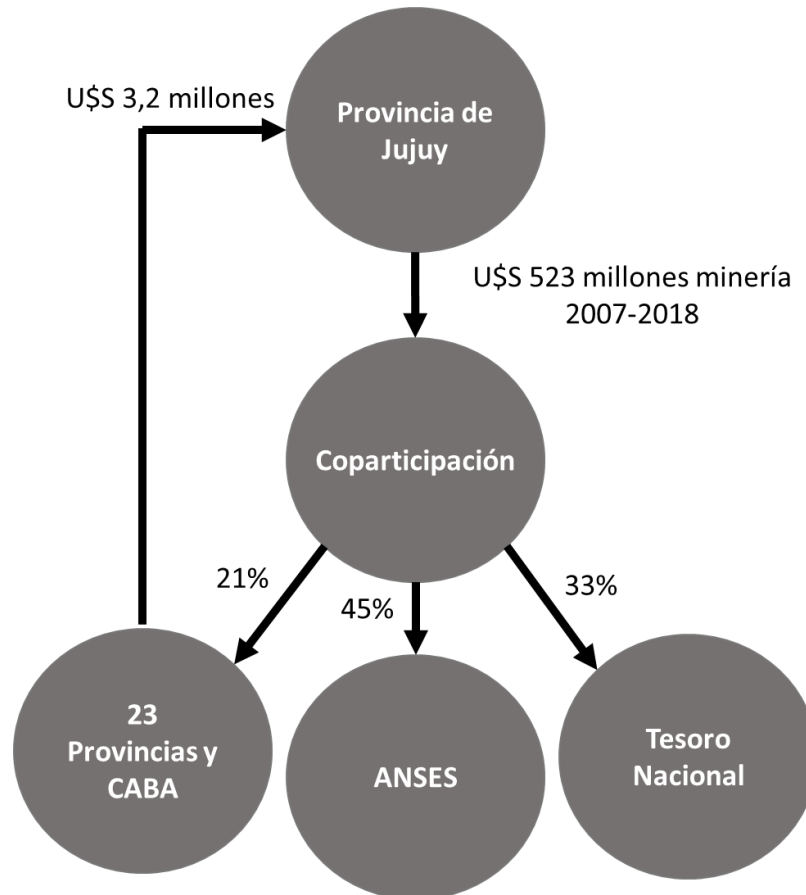 U$S 3,2 millones
Provincia de
Jujuy
U$S 523 millones minería
2007-2018
Coparticipación
21%
45%
33%
23
Provincias y
CABA
ANSES
Tesoro
Nacional